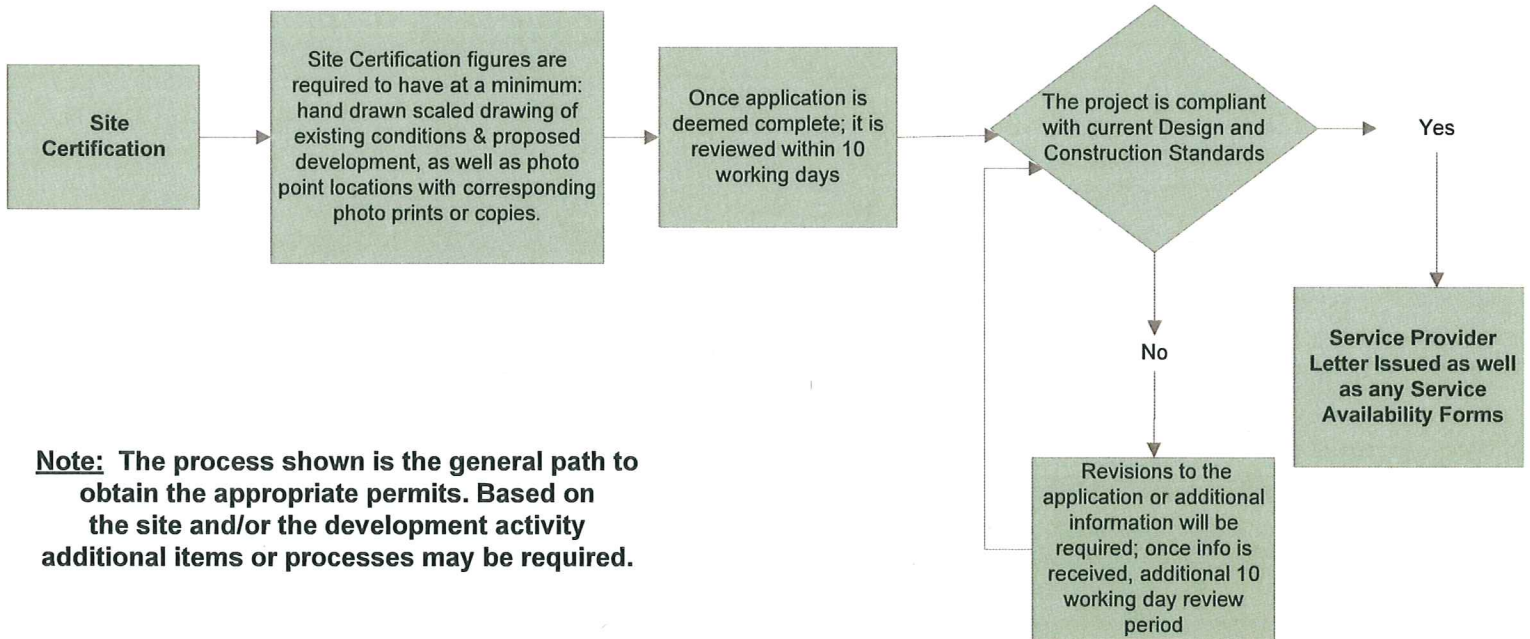 Site
Certification
Site Certification figures are
required to have at a minimum:
hand drawn scaled drawing of
existing conditions & proposed
development, as well as photo
point locations with corresponding
photo prints or copies.
Once application is
deemed complete; it is
reviewed within 10
working days
The project is compliant
with current Design and
Construction Standards
Yes
No
Service Provider
Letter Issued as well
as any Service
Availability Forms
Revisions to the
application or additional
information will be
required; once info is
received, additional 10
working day review
period
Note: The process shown is the general path to
obtain the appropriate permits. Based on
the site and/or the development activity
additional items or processes may be required.